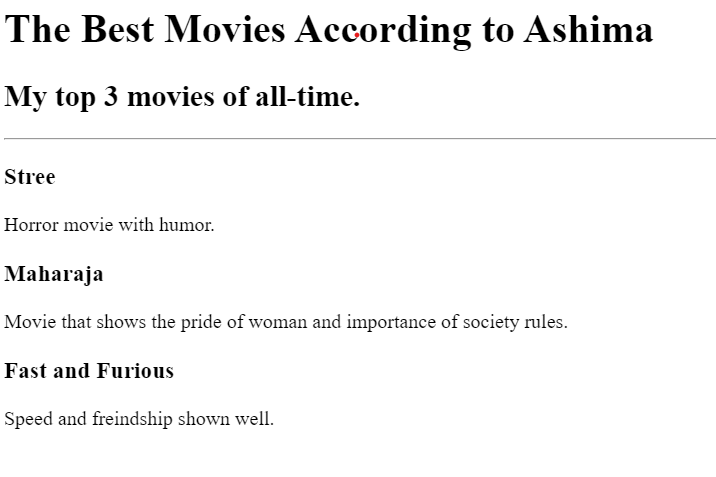 The Best Movies According to Ashima
My top 3 movies of all-time.
Stree
Horror movie with humor.
Maharaja
Movie that shows the pride of woman and importance of society rules.
Fast and Furious
Speed and freindship shown well.